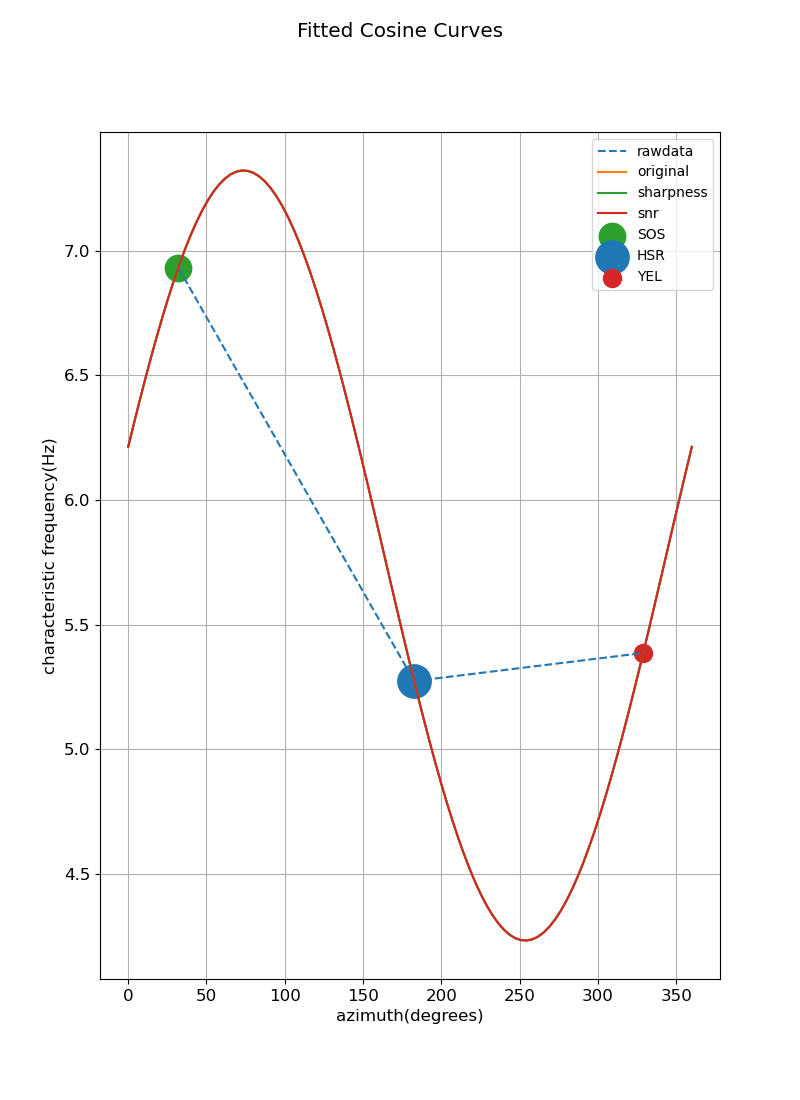 Fitted Cosine Curves
rawdata
original
sharpness
snr
SOS
HSR
YEL
7.0
6.5
6.0
5.5
5.0
4.5
characteristic frequency(Hz)
0 50 100 150 200 250 300 350
azimuth(degrees)